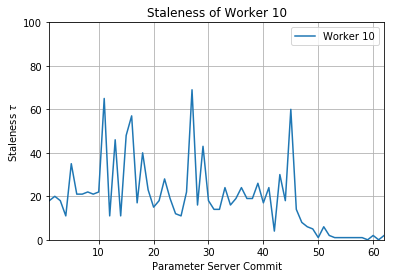 Staleness of Worker 10
Worker 10
Staleness τ
100
80
60
40
20
0
10 20 30 40 50 60
Parameter Server Commit